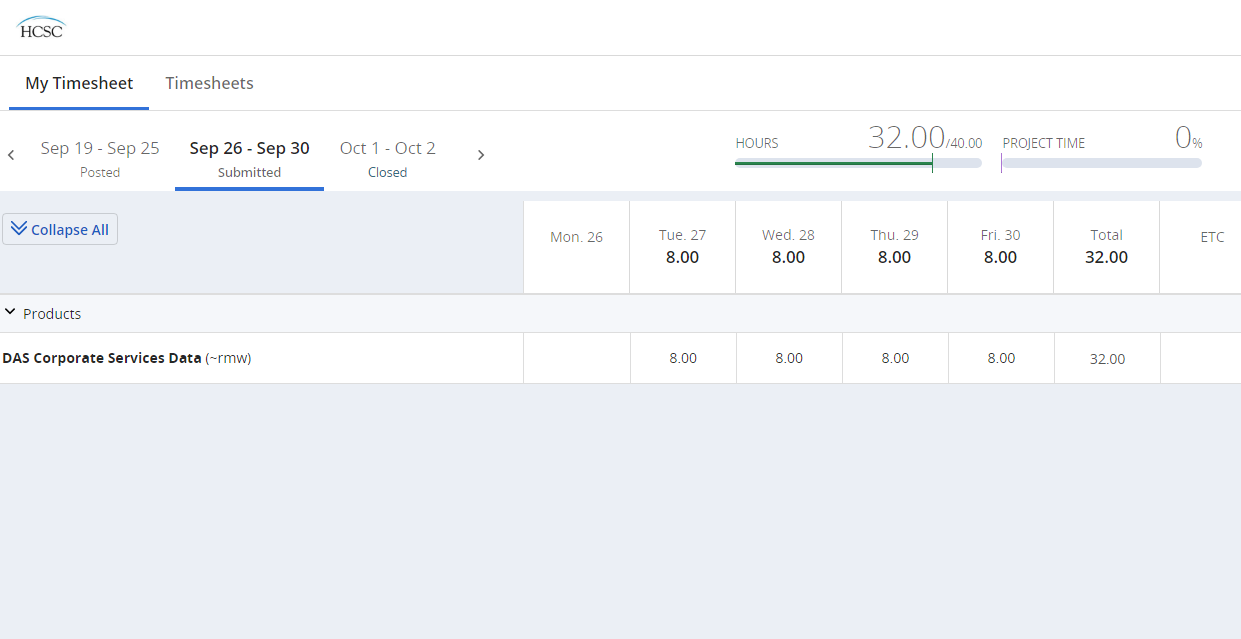 HCSC
My Timesheet Timesheets
Sep 19 - Sep 25 Sep 26 - Sep 30 Oct 1 - Oct 2
Posted Submitted Closed
HOURS 32.00/40.00 PROJECT TIME 0%
Collapse All
Mon. 26 Tue. 27 Wed. 28 Thu. 29 Fri. 30 Total ETC
8.00 8.00 8.00 8.00 32.00
Products
DAS Corporate Services Data (~rmw) 8.00 8.00 8.00 8.00 32.00